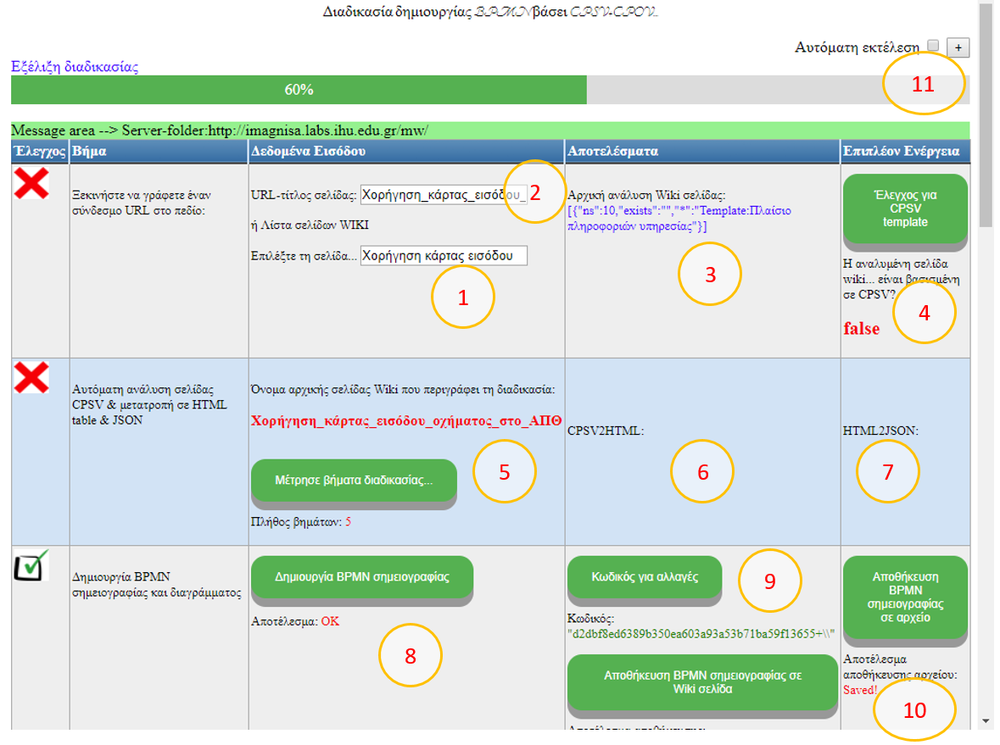 Διαδικασία δημιουργίας BPMN βάσει CPSV-CPOV..
Αυτόματη εκτέλεση +
Εξέλιξη διαδικασίας
60%
11
Message area --> Server-folder:http://imagnisa.labs.ihu.edu.gr/mw/
Έλεγχος Βήμα Δεδομένα Εισόδου Αποτελέσματα Επιπλέον Ενέργεια
Ξεκινήστε να γράφετε έναν
σύνδεσμο URL στο πεδίο:
URL-τίτλος σελίδας: Χορήγηση_κάρτας_εισόδου_
2
ή Λίστα σελίδων WIKI
Επιλέξτε τη σελίδα... Χορήγηση κάρτας εισόδου
1
Αρχική ανάλυση Wiki σελίδας:
[{"ns":10,"exists":"","*":"Template:Πλαίσιο
πληροφοριών υπηρεσίας"}]
3
Έλεγχος για
CPSV
template
Η αναλυμένη σελίδα
wiki... είναι βασισμένη
σε CPSV?
4
false
Αυτόματη ανάλυση σελίδας
CPSV & μετατροπή σε HTML
table & JSON
Όνομα αρχικής σελίδας Wiki που περιγράφει τη διαδικασία:
Χορήγηση_κάρτας_εισόδου_οχήματος_στο_ΑΠΘ
Μέτρησε βήματα διαδικασίας...
5
Πλήθος βημάτων: 5
CPSV2HTML:
6
HTML2JSON:
7
Δημιουργία BPMN
σημειογραφίας και διαγράμματος
Δημιουργία BPMN σημειογραφίας
Αποτέλεσμα: OK
8
Κωδικός για αλλαγές
9
Κωδικός:
"d2dbf8ed6389b350ea603a93a53b71ba59f13655+\\"
Αποθήκευση BPMN σημειογραφίας σε
Wiki σελίδα
Αποθήκευση
BPMN
σημειογραφίας
σε αρχείο
Αποτέλεσμα
αποθήκευσης αρχείου:
Saved!
10